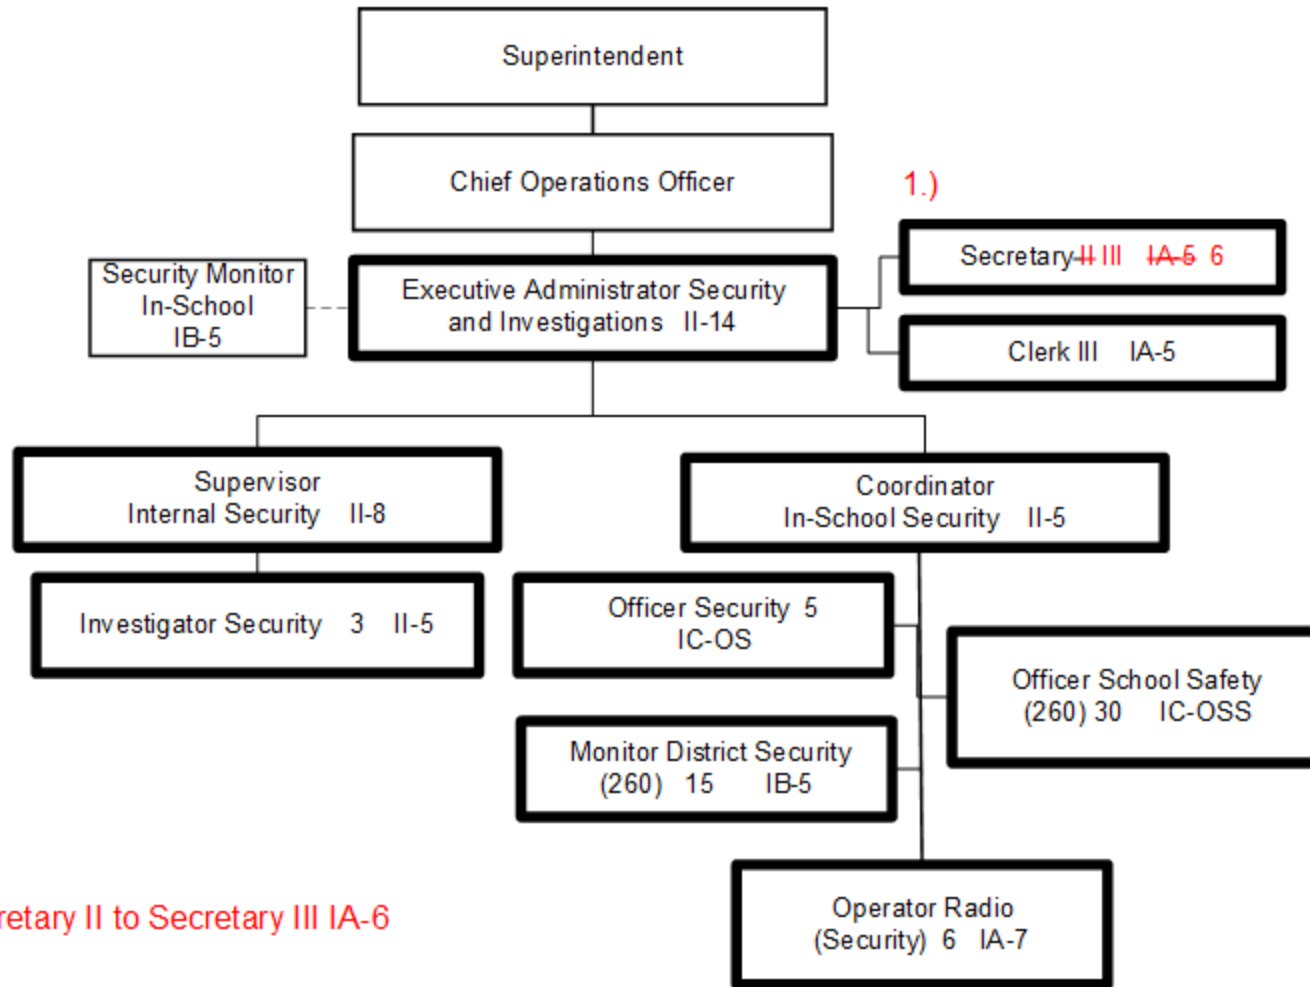 Superintendent
Chief Operations Officer
1.)
Secretary II III IA-5 6
Security Monitor
In-School
IB-5
Executive Administrator Security
and Investigations II-14
Clerk III IA-5
Supervisor
Internal Security II-8
Coordinator
In-School Security II-5
Investigator Security 3 II-5
Officer Security 5
IC-OS
Officer School Safety
(260) 30 IC-OSS
Monitor District Security
(260) 15 IB-5
Operator Radio
(Security) 6 IA-7
retary II to Secretary III IA-6